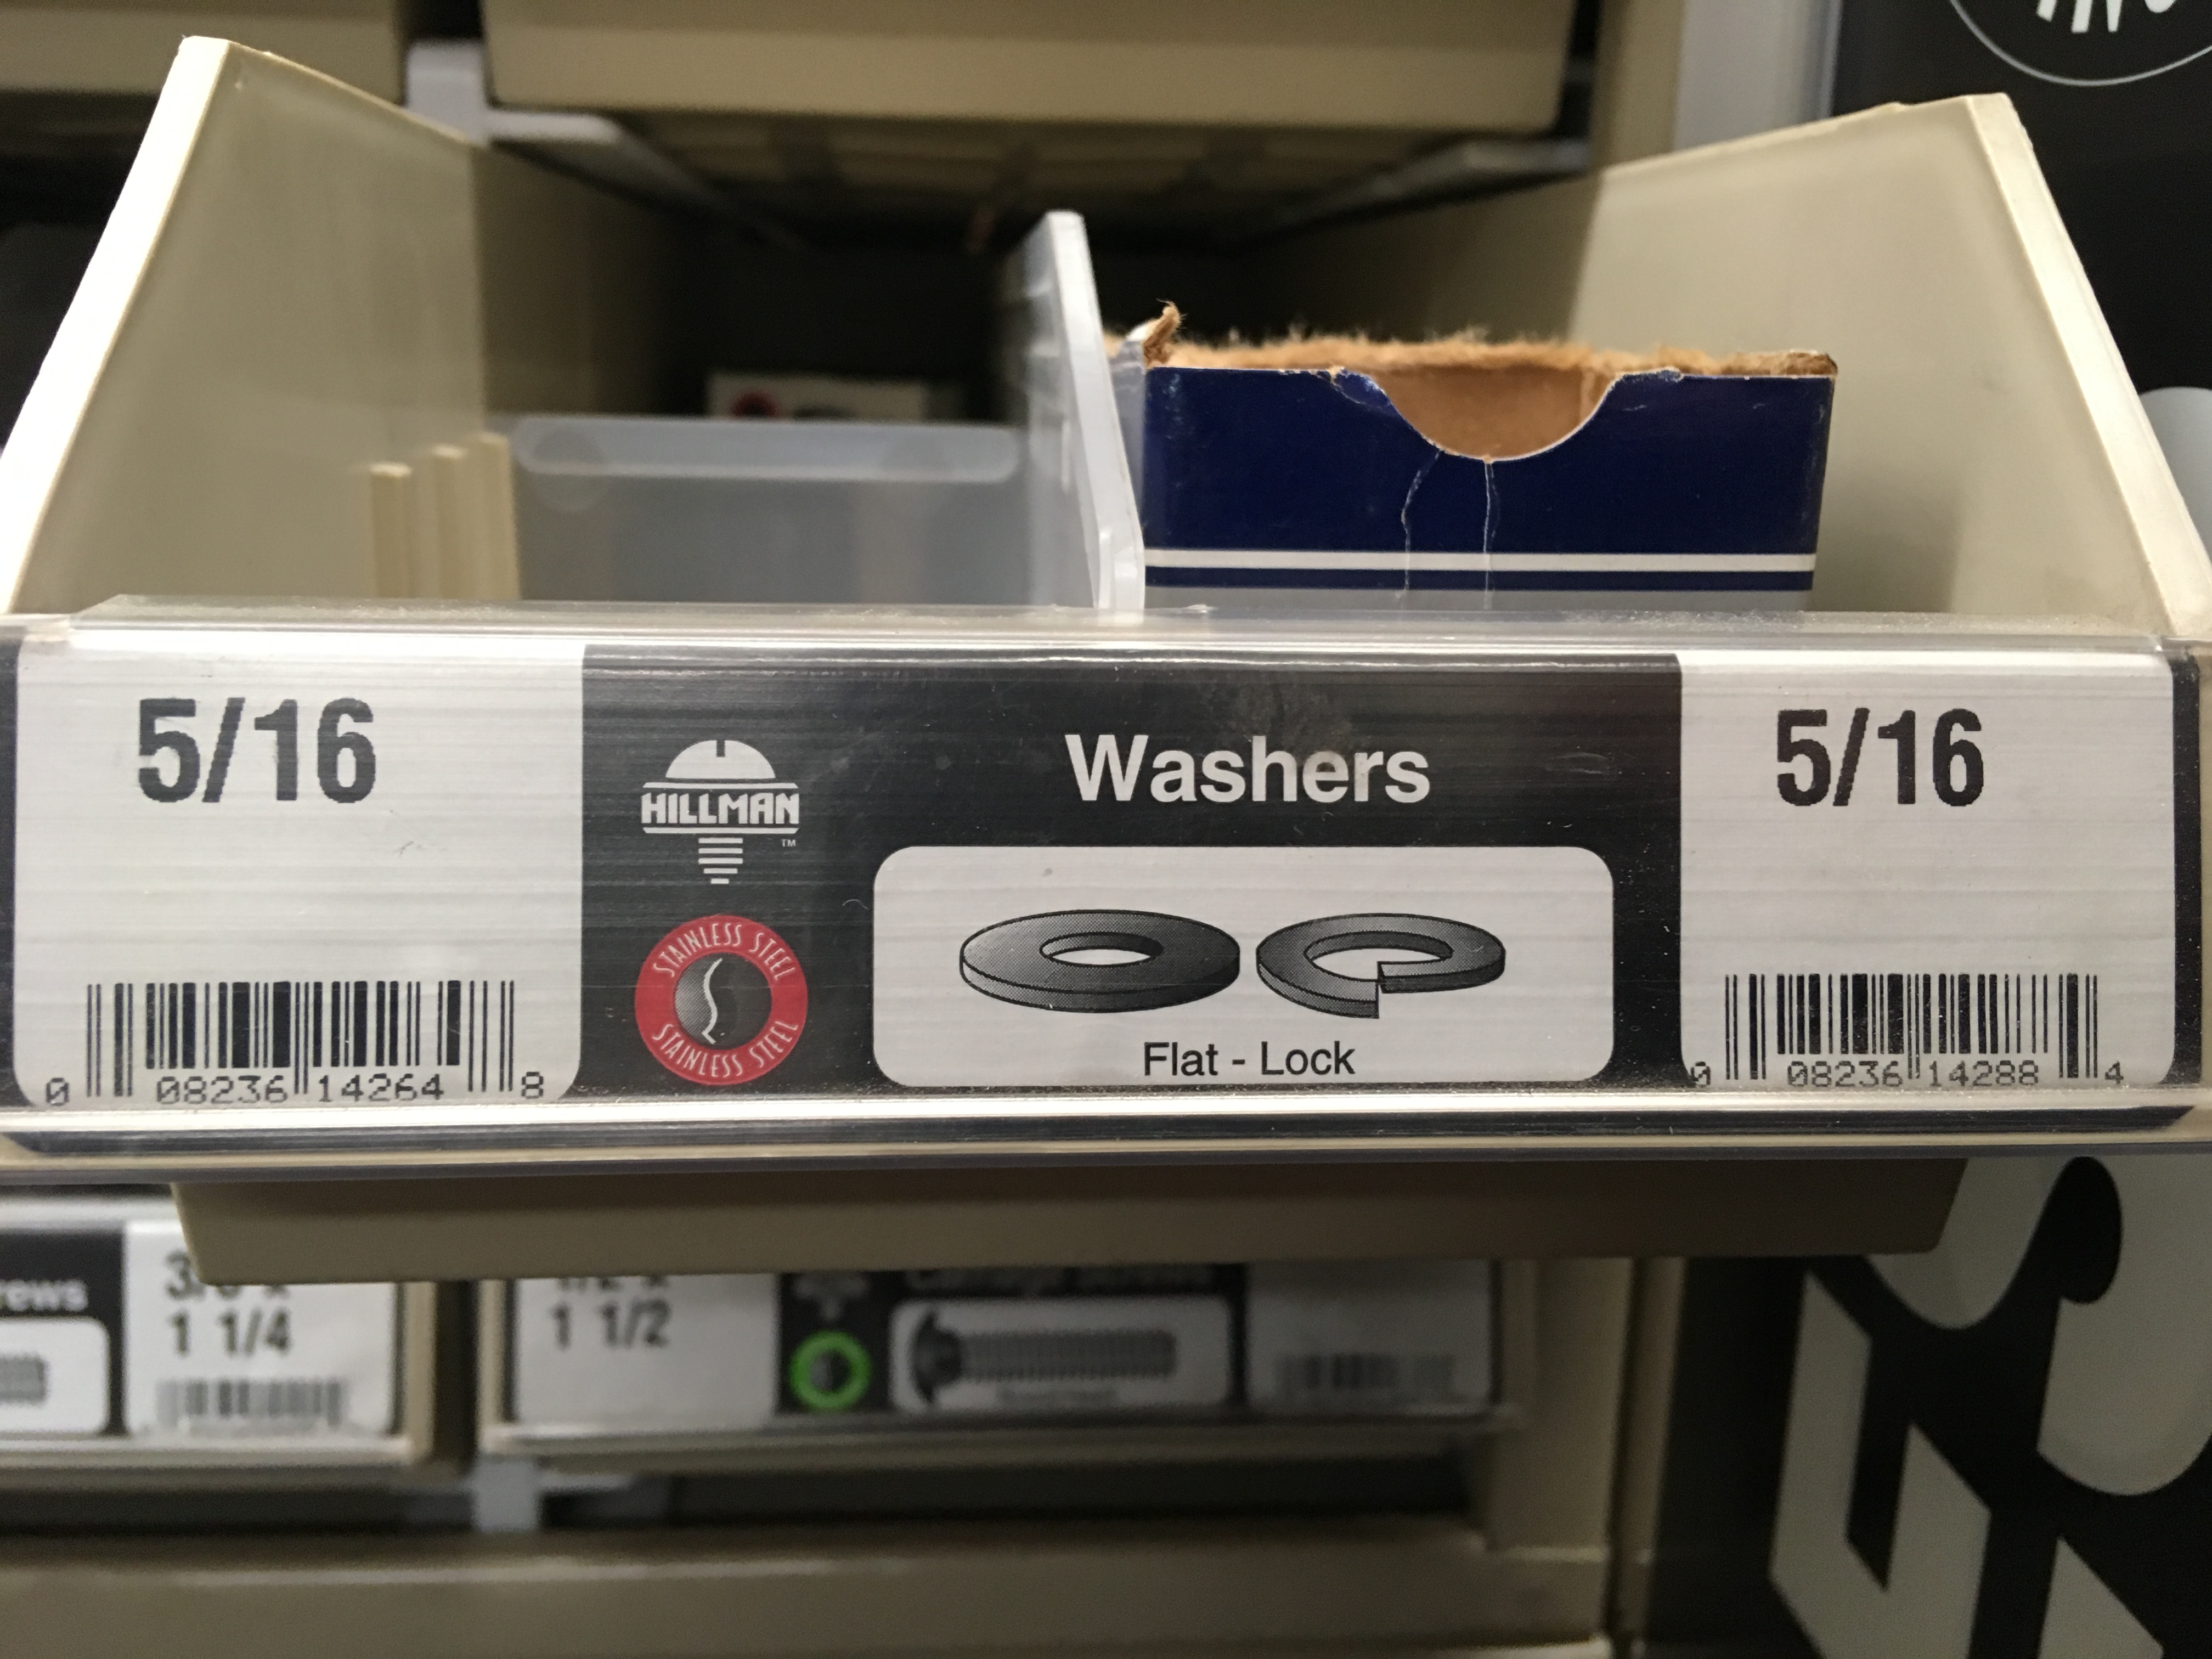 5/16
HILLMAN
TM
STAINLESS STEEL
STAINLESS STEEL
Washers
Flat - Lock
5/16
0 08236 14264 8
0 08236 14288 4
1 1/4
1 1/2